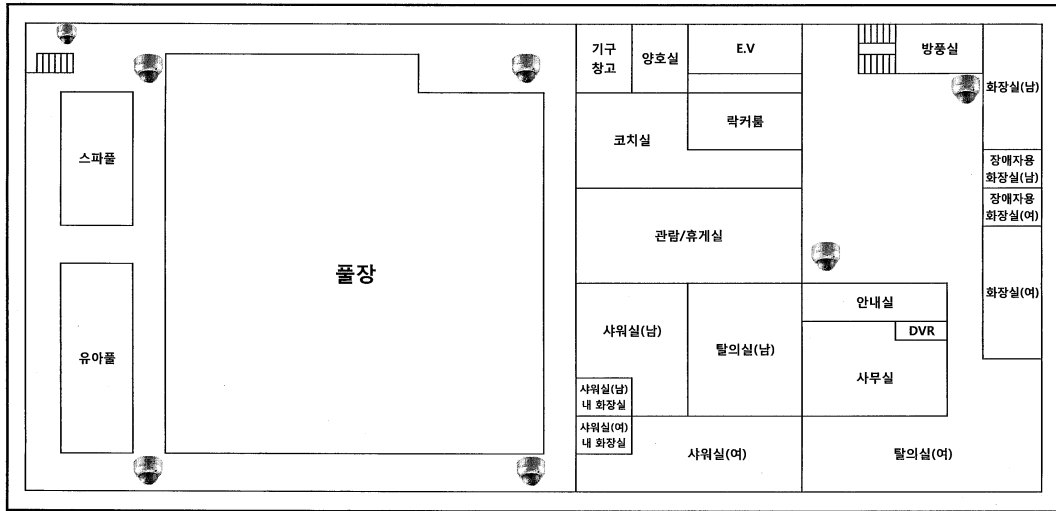 기구
창고
양호실
E.V
방풍실
화장실(남)
코치실
락커룸
스파풀
장애자용
화장실(남)
장애자용
화장실(여)
관람/휴게실
풀장
화장실(여)
안내실
DVR
샤워실(남)
탈의실(남)
유아풀
사무실
샤워실(남)
내 화장실
샤워실(여)
내 화장실
샤워실(여)
탈의실(여)